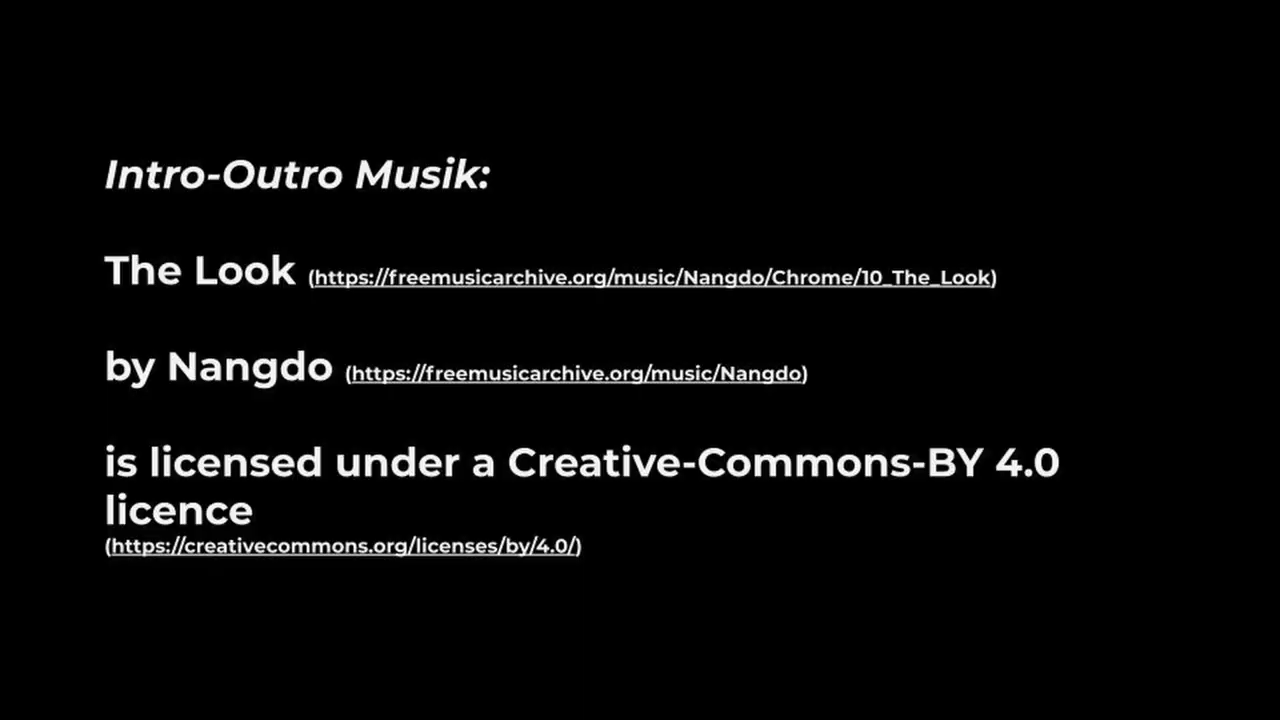 Intro-Outro Musik:
The Look (https://freemusicarchive.org/music/Nangdo/Chrome/10_The_Look)
by Nangdo (https://freemusicarchive.org/music/Nangdo)
is licensed under a Creative-Commons-BY 4.0
licence
(https://creativecommons.org/licenses/by/4.0/)